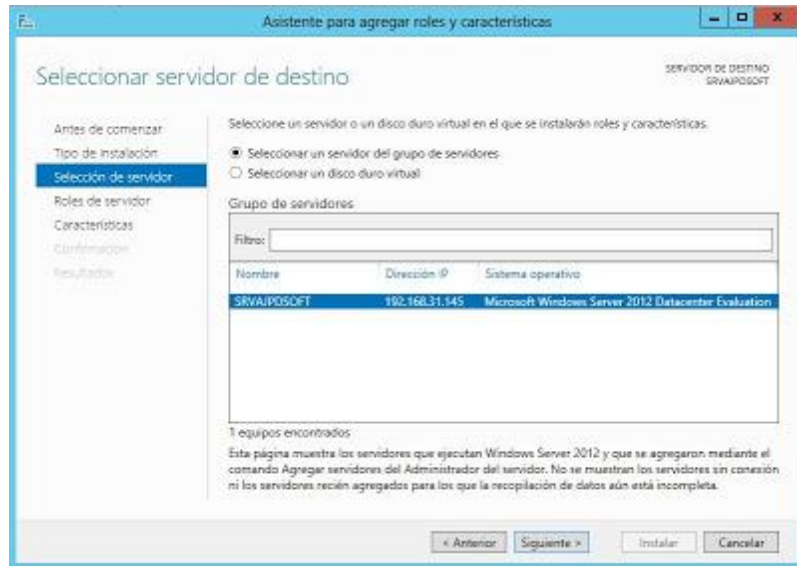 Asistente para agregar roles y características
Seleccionar servidor de destino
SERVIDOR DE DESTINO
SRVAJPDSOFT
Antes de comenzar
Tipo de instalación
Selección de servidor
Roles de servidor
Características
Confirmación
Resultados
Seleccione un servidor o un disco duro virtual en el que se instalarán roles y características.
Seleccionar un servidor del grupo de servidores
Seleccionar un disco duro virtual
Grupo de servidores
Filtro:
Nombre Dirección IP Sistema operativo
SRVAJPDSOFT 192.168.31.145 Microsoft Windows Server 2012 Datacenter Evaluation
1 equipos encontrados
Esta página muestra los servidores que ejecutan Windows Server 2012 y que se agregaron mediante el
comando Agregar servidores del Administrador del servidor. No se muestran los servidores sin conexión
ni los servidores recién agregados para los que la recopilación de datos aún está incompleta.
< Anterior Siguiente > Instalar Cancelar